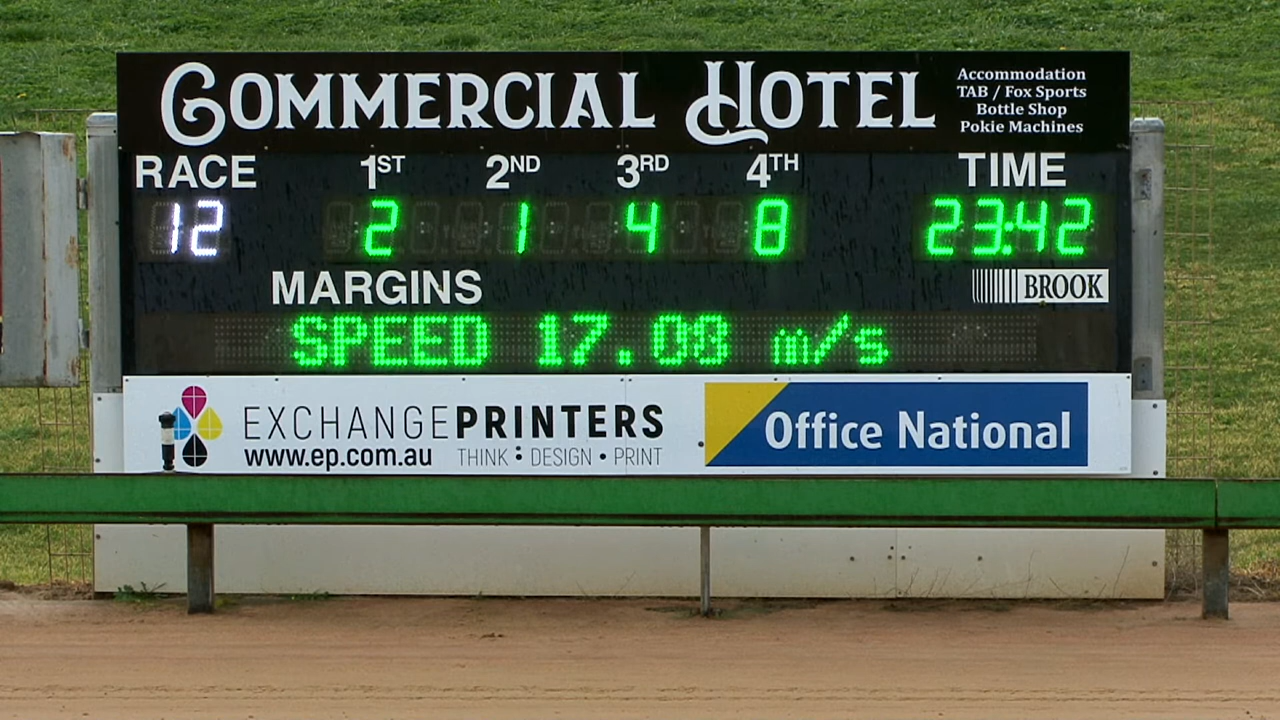 COMMERCIAL HOTEL
Accommodation
TAB / Fox Sports
Bottle Shop
Pokie Machines
RACE 1ST 2ND 3RD 4TH TIME
12 2 1 4 8 23:42
MARGINS
BROOK
SPEED 17.08 m/s
EXCHANGEPRINTERS
www.ep.com.au THINK • DESIGN • PRINT
Office National